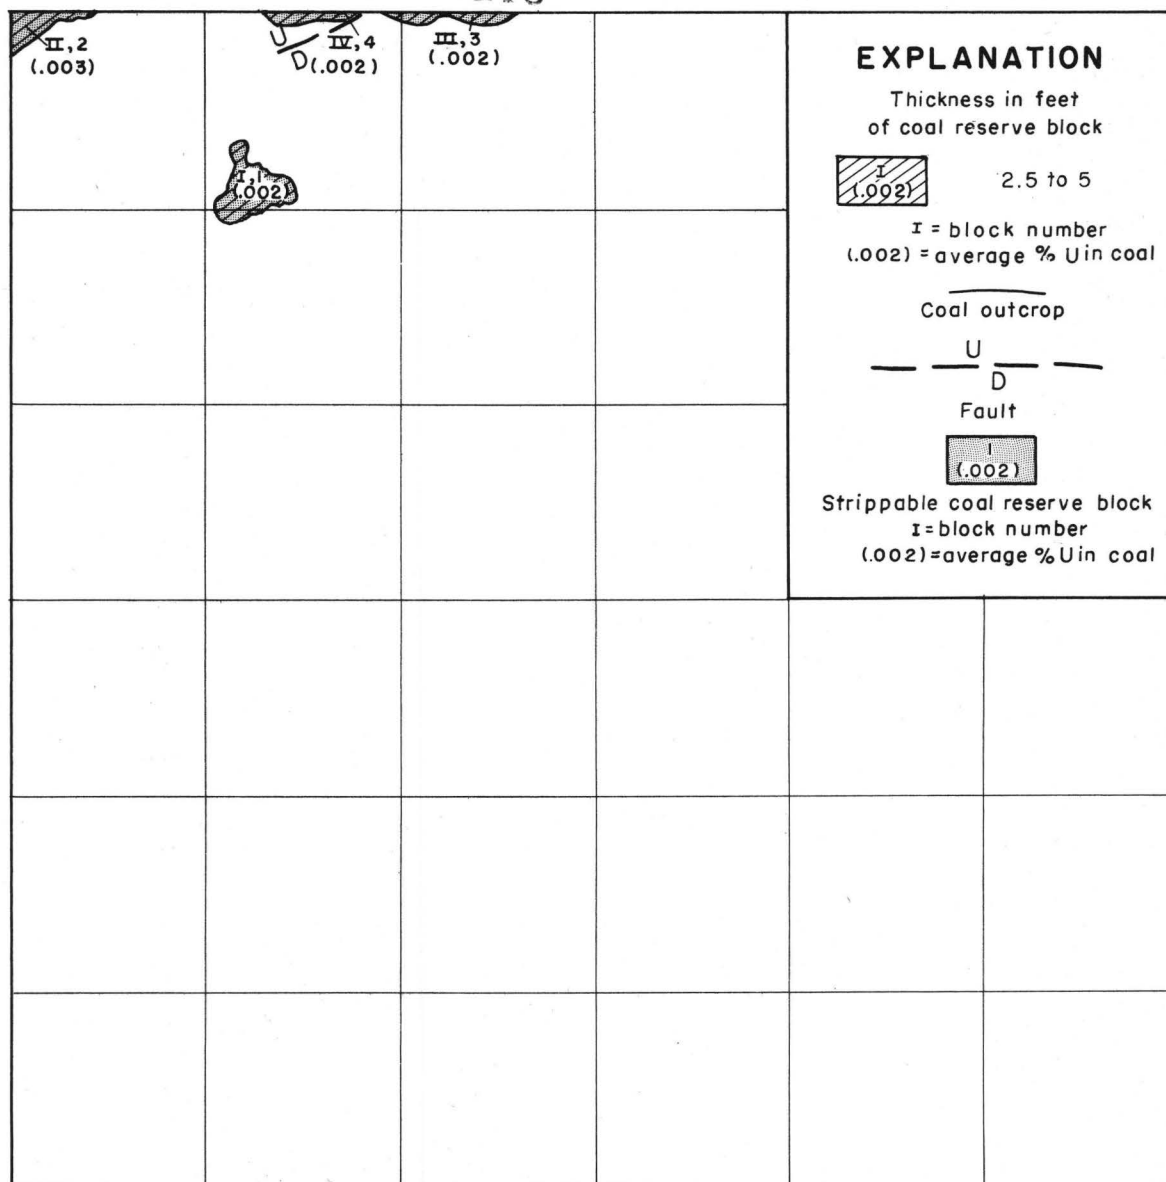 II,2
(.003)
U
D
IV,4
(.002)
III,3
(.002)
I,1
(.002)
EXPLANATION
Thickness in feet
of coal reserve block
I
(.002)
2.5 to 5
I = block number
(.002) = average % U in coal
Coal outcrop
U
D
Fault
I
(.002)
Strippable coal reserve block
I = block number
(.002) = average % U in coal